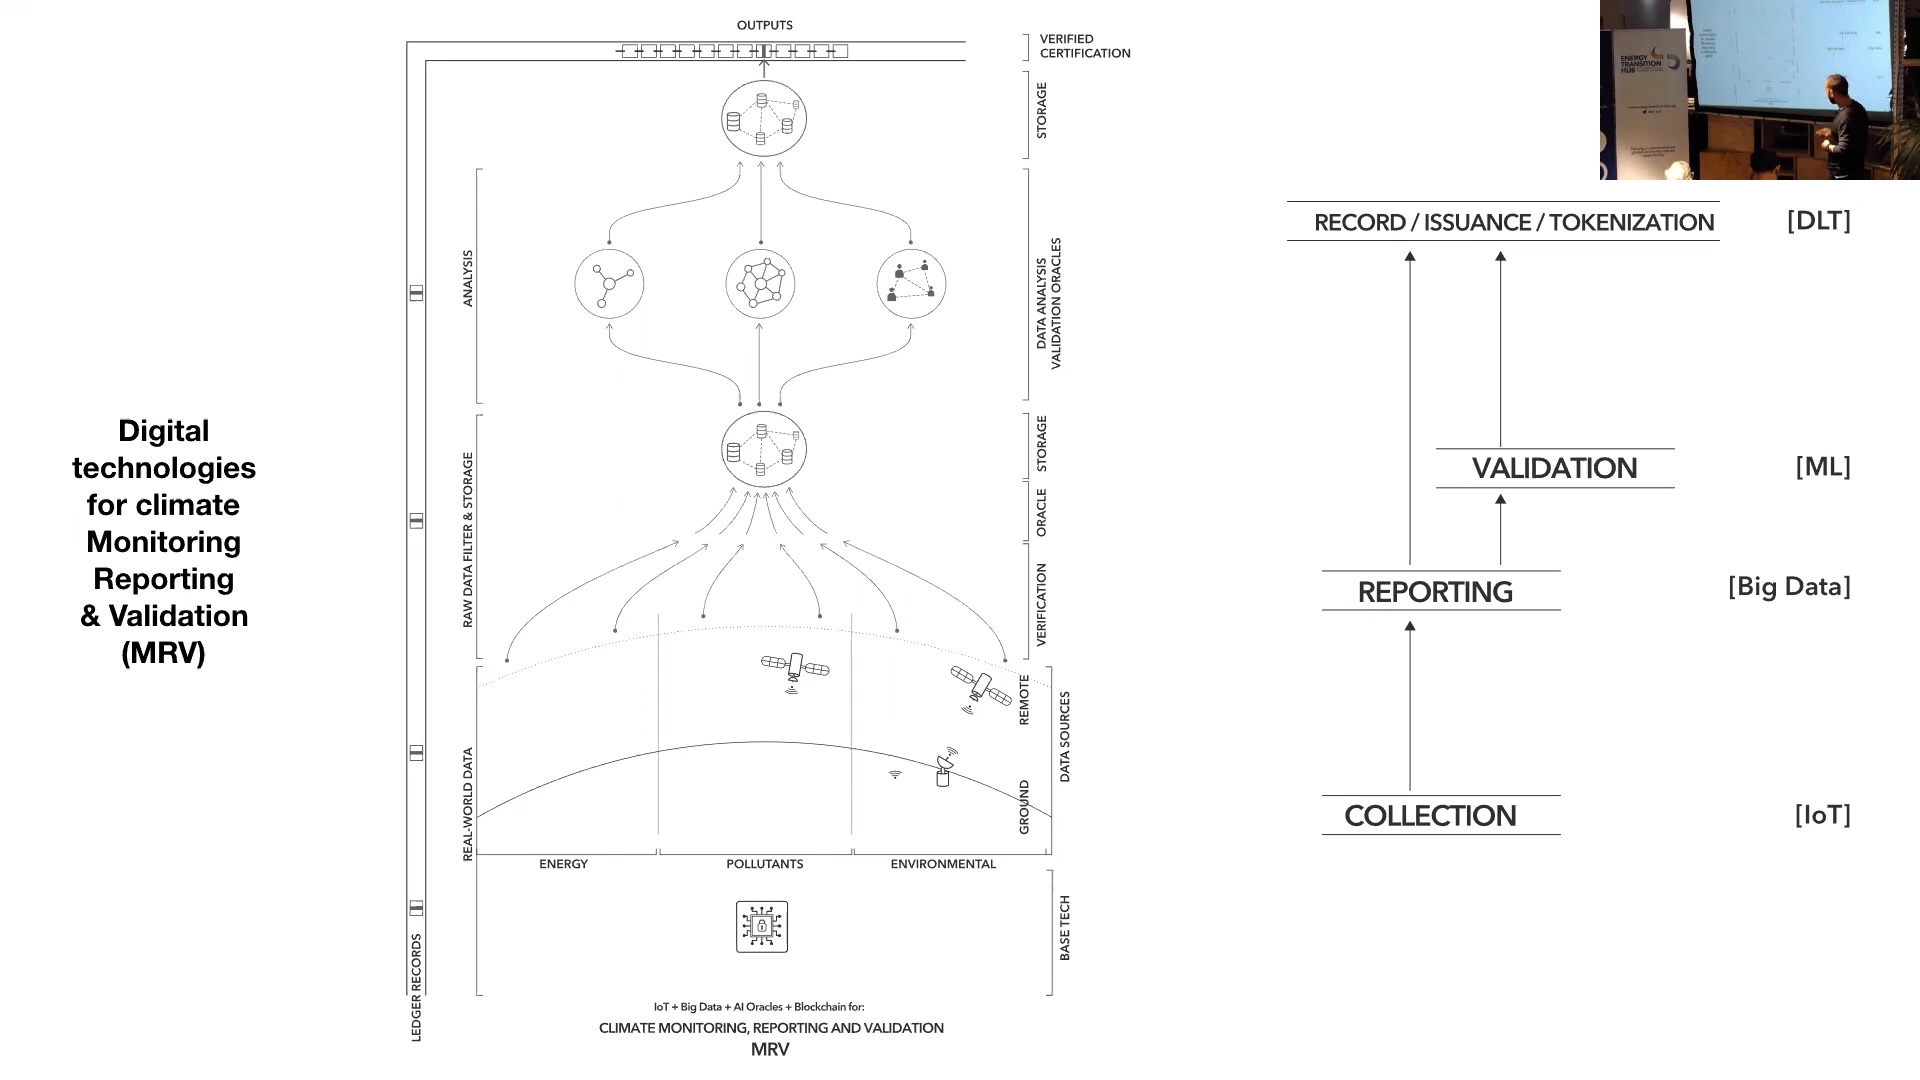 Digital
technologies
for climate
Monitoring
Reporting
& Validation
(MRV)
OUTPUTS
VERIFIED
CERTIFICATION
STORAGE
ANALYSIS
DATA ANALYSIS
VALIDATION ORACLES
STORAGE
RAW DATA FILTER & STORAGE
ORACLE
VERIFICATION
REMOTE
DATA SOURCES
REAL-WORLD DATA
GROUND
ENERGY
POLLUTANTS
ENVIRONMENTAL
BASE TECH
LEDGER RECORDS
IoT + Big Data + AI Oracles + Blockchain for:
CLIMATE MONITORING, REPORTING AND VALIDATION
MRV
ENERGY
TRANSITION
HUB
RECORD / ISSUANCE / TOKENIZATION [DLT]
VALIDATION [ML]
REPORTING [Big Data]
COLLECTION [IoT]